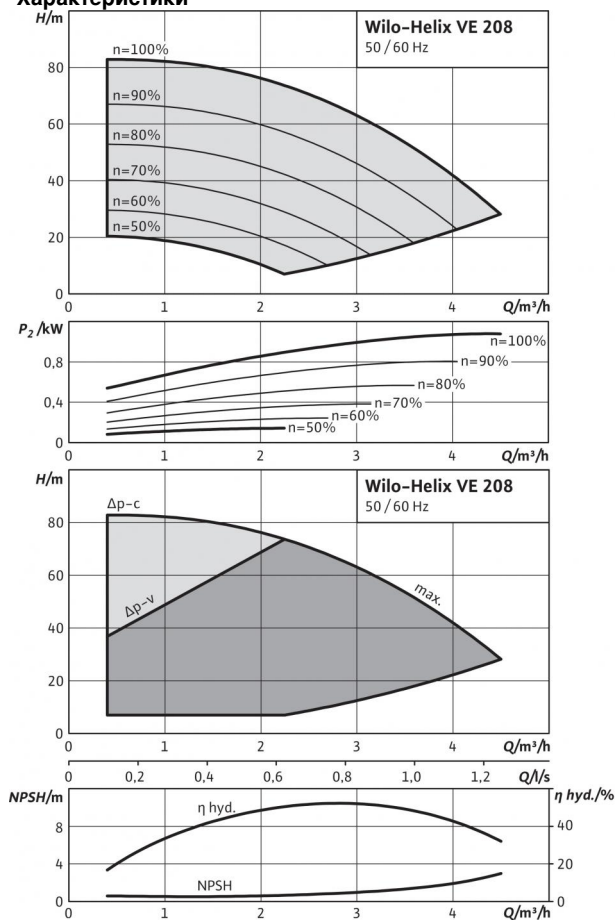 Характеристики
H/m
Wilo-Helix VE 208
50 / 60 Hz
n=100%
80
n=90%
60
n=80%
40
n=70%
n=60%
n=50%
20
0
0 1 2 3 4 Q/m³/h
P₂ /kW
n=100%
0,8
n=90%
n=80%
0,4
n=70%
n=60%
n=50%
0
0 1 2 3 4 Q/m³/h
H/m
Wilo-Helix VE 208
50 / 60 Hz
Δp-c
80
max.
60
Δp-v
40
20
0
0 1 2 3 4 Q/m³/h
0 0,2 0,4 0,6 0,8 1,0 1,2 Q/l/s
NPSH/m
η hyd./%
η hyd.
8
40
4
20
NPSH
0
0
0 1 2 3 4 Q/m³/h